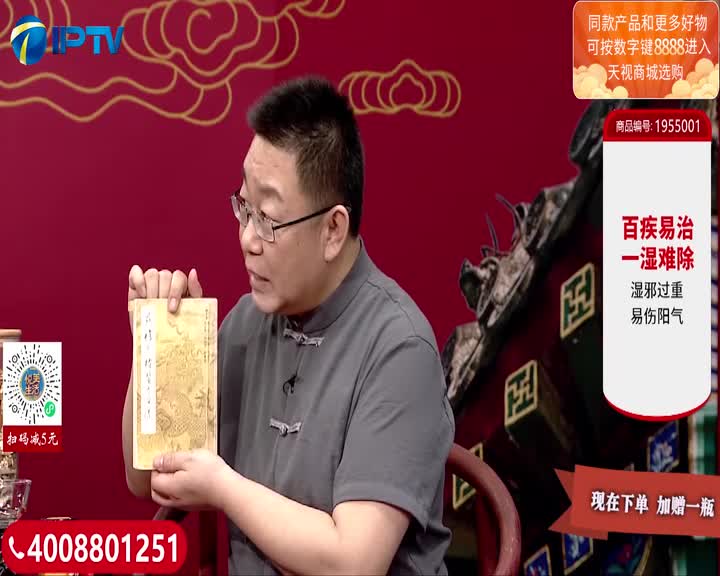 IPTV
同款产品和更多好物
可按数字键8888进入
天视商城选购
商品编号: 1955001
百疾易治
一湿难除
湿邪过重
易伤阳气
扫码减5元
现在下单 加赠一瓶
4008801251